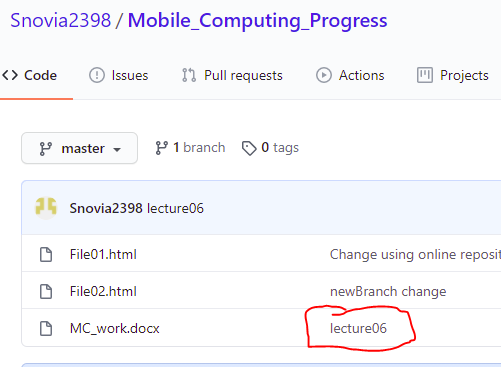 Snovia2398 / Mobile_Computing_Progress
Code Issues Pull requests Actions Projects
master 1 branch 0 tags
Snovia2398 lecture06
File01.html Change using online reposit
File02.html newBranch change
MC_work.docx lecture06